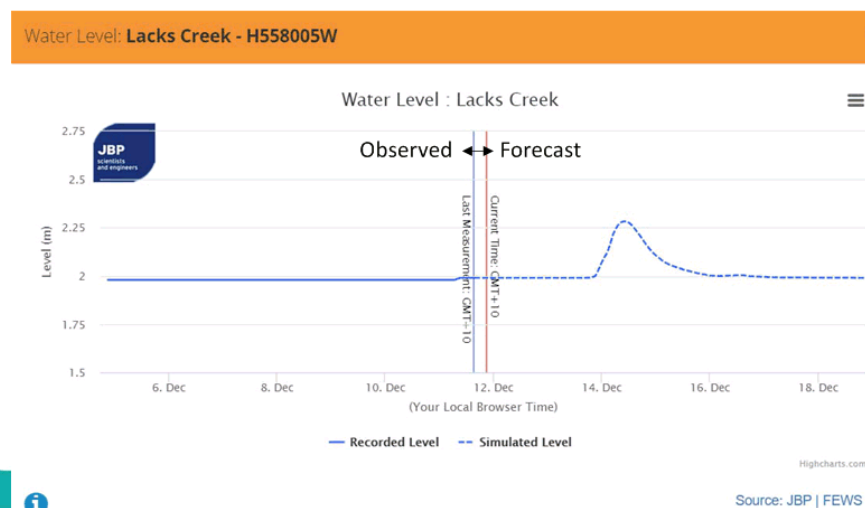 Water Level: Lacks Creek - H558005W
Water Level : Lacks Creek
JBP
scientists
and engineers
Observed
Forecast
2.75
2.5
2.25
2
1.75
1.5
Level (m)
Last Measurement: GMT+10
Current Time: GMT+10
6. Dec
8. Dec
10. Dec
12. Dec
14. Dec
16. Dec
18. Dec
(Your Local Browser Time)
Recorded Level
Simulated Level
Highcharts.com
i
Source: JBP | FEWS